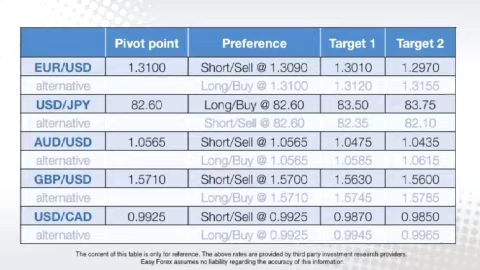 Pivot point Preference Target 1 Target 2
EUR/USD 1.3100 Short/Sell @ 1.3090 1.3010 1.2970
alternative Long/Buy @ 1.3100 1.3120 1.3155
USD/JPY 82.60 Long/Buy @ 82.60 83.50 83.75
alternative Short/Sell @ 82.60 82.35 82.10
AUD/USD 1.0565 Short/Sell @ 1.0565 1.0475 1.0435
alternative Long/Buy @ 1.0565 1.0585 1.0615
GBP/USD 1.5710 Short/Sell @ 1.5700 1.5630 1.5600
alternative Long/Buy @ 1.5710 1.5745 1.5785
USD/CAD 0.9925 Short/Sell @ 0.9925 0.9870 0.9850
alternative Long/Buy @ 0.9925 0.9945 0.9965
The content of this table is only for reference. The above rates are provided by third party investment research providers.
Easy Forex assumes no liability regarding the accuracy of this information.